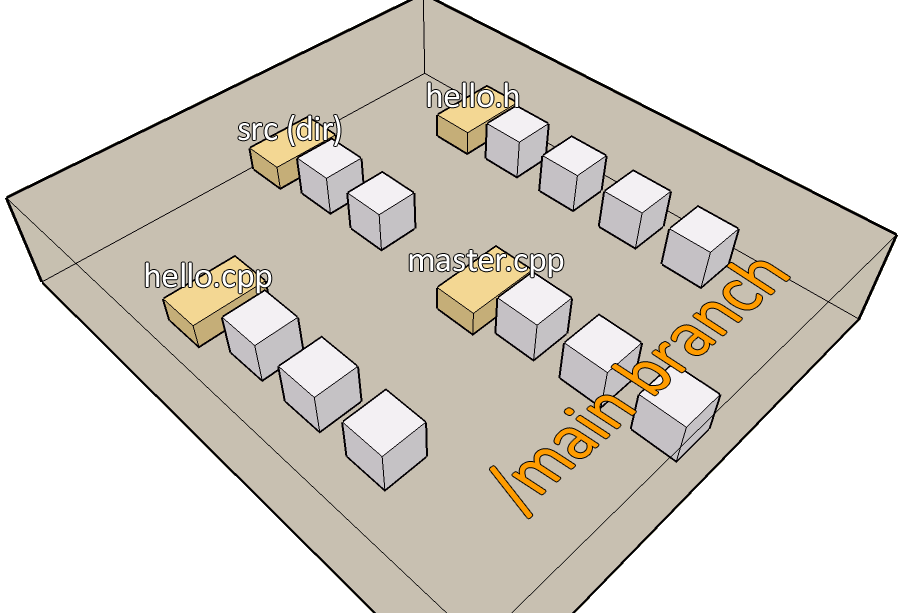 hello.h
src (dir)
master.cpp
hello.cpp
/main branch